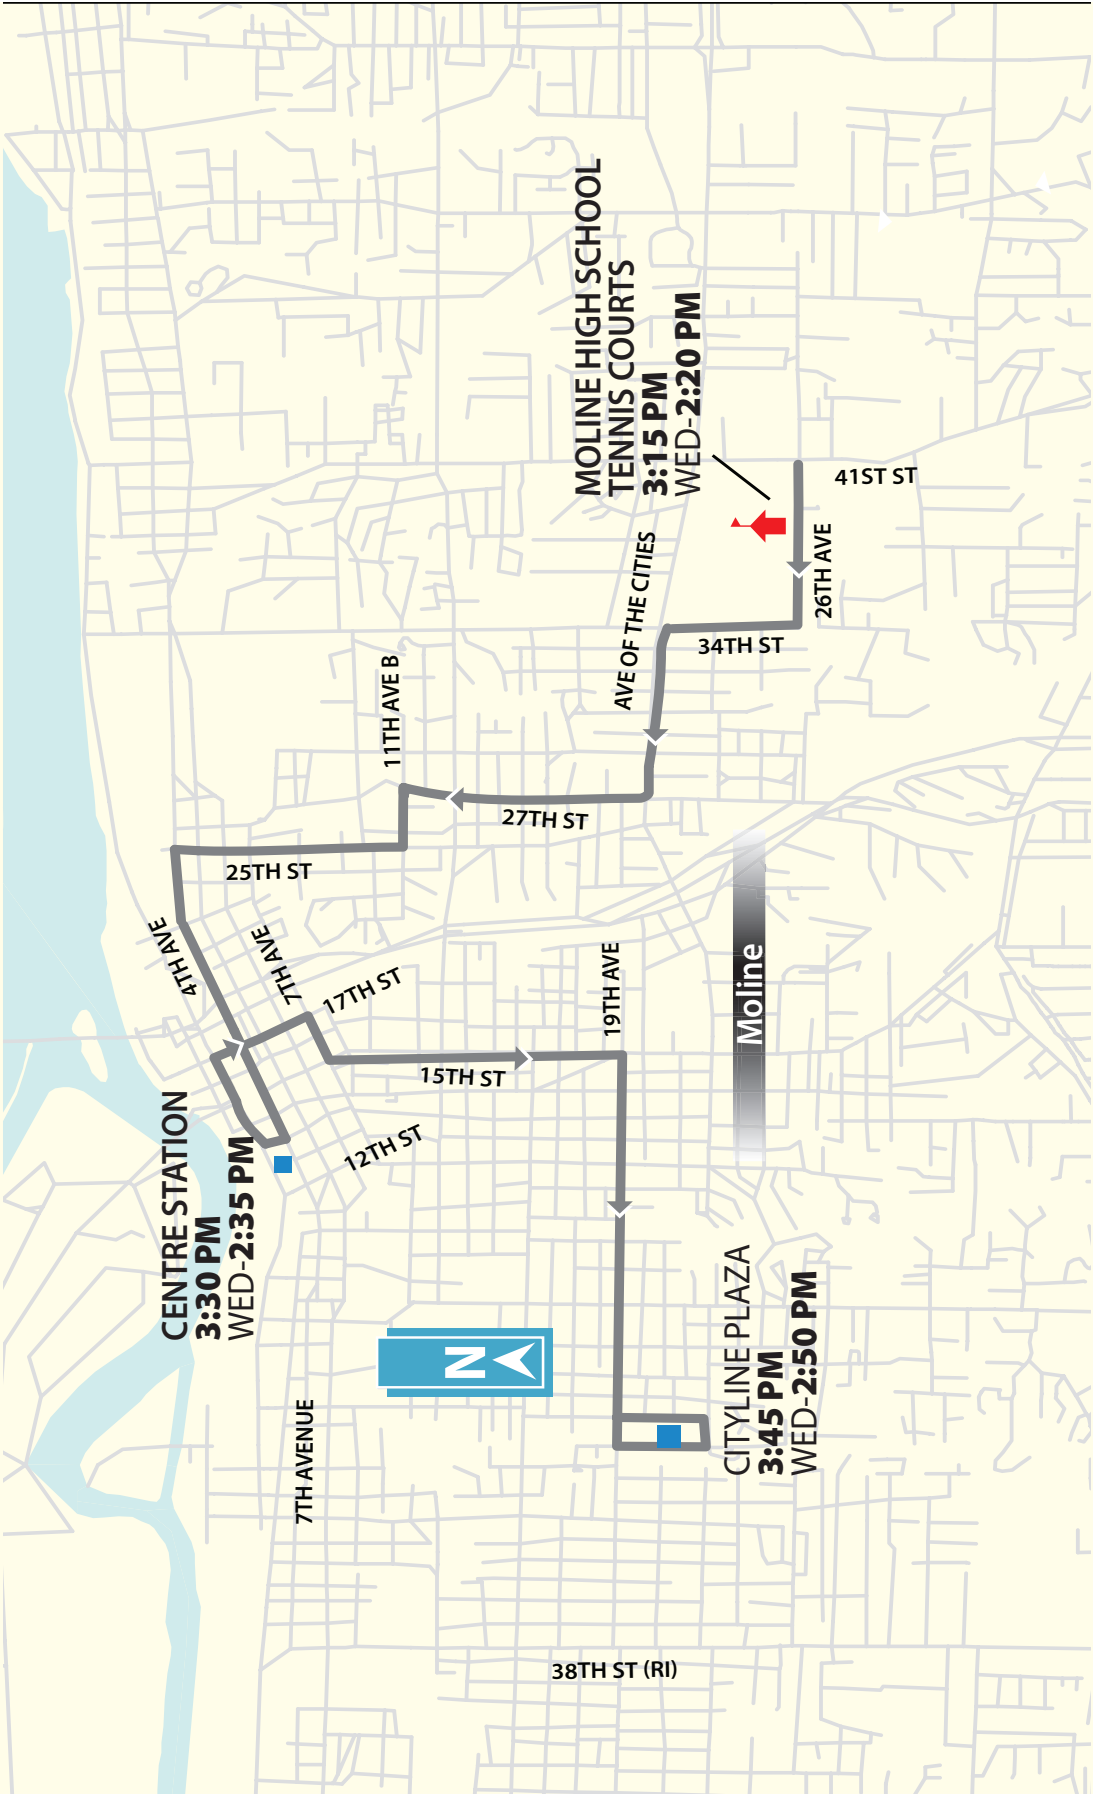 MOLINE HIGH SCHOOL
TENNIS COURTS
3:15 PM
WED-2:20 PM
41ST ST
26TH AVE
34TH ST
AVE OF THE CITIES
11TH AVE B
27TH ST
25TH ST
4TH AVE
7TH AVE
17TH ST
15TH ST
19TH AVE
Moline
12TH ST
CENTRE STATION
3:30 PM
WED-2:35 PM
N
CITYLINE PLAZA
3:45 PM
WED-2:50 PM
7TH AVENUE
38TH ST (RI)